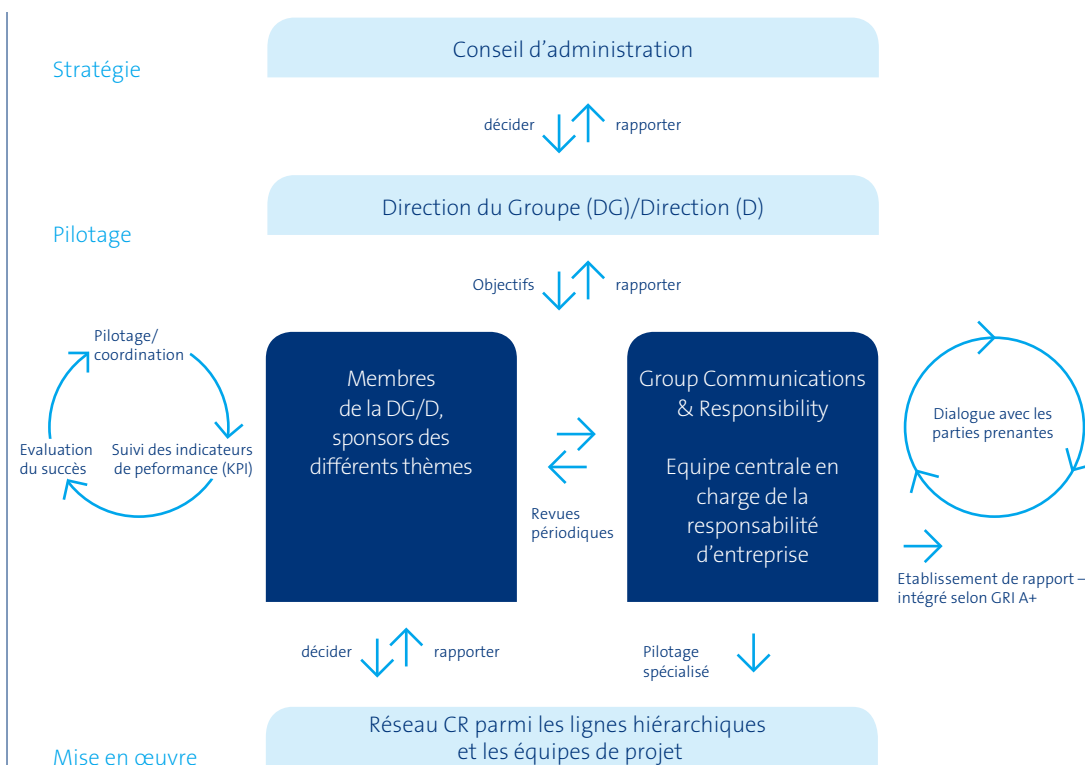 Stratégie
Conseil d'administration
décider
rapporter
Pilotage
Direction du Groupe (DG)/Direction (D)
Objectifs
rapporter
Pilotage/
coordination
Evaluation
du succès
Suivi des indicateurs
de peformance (KPI)
Membres
de la DG/D,
sponsors des
différents thèmes
Revues
périodiques
Group Communications
& Responsibility
Equipe centrale en
charge de la
responsabilité
d'entreprise
Dialogue avec les
parties prenantes
Etablissement de rapport –
intégré selon GRI A+
décider
rapporter
Pilotage
spécialisé
Mise en œuvre
Réseau CR parmi les lignes hiérarchiques
et les équipes de projet